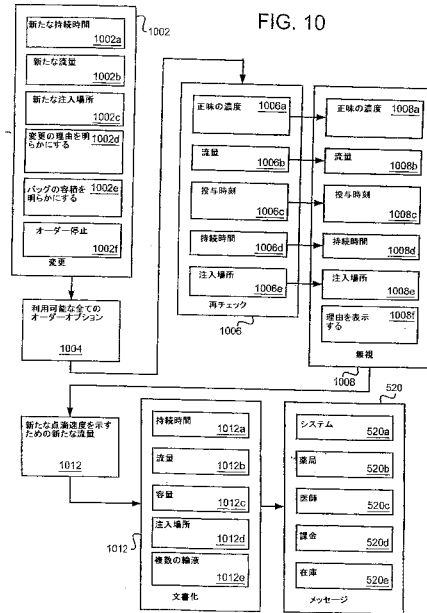 FIG. 10
1002
新たな持続時間
1002a
新たな流量
1002b
新たな注入場所
1002c
変更の理由を
明らかにする
1002d
バッグの容積を
明らかにする
1002e
オーダー停止
1002f
変更
利用可能な全ての
オーダーオプション
1004
正味の濃度
1006a
流量
1006b
投与時刻
1006c
持続時間
1006d
注入場所
1006e
再チェック
1006
正味の濃度
1008a
流量
1008b
投与時刻
1008c
持続時間
1008d
注入場所
1008e
理由を表示
する
1008f
無視
1008
新たな点滴速度を示す
ための新たな流量
1012
持続時間
1012a
流量
1012b
容量
1012c
注入場所
1012d
複数の輸液
1012e
文書化
1012
520
システム
520a
薬局
520b
医師
520c
課金
520d
在庫
520e
メッセージ